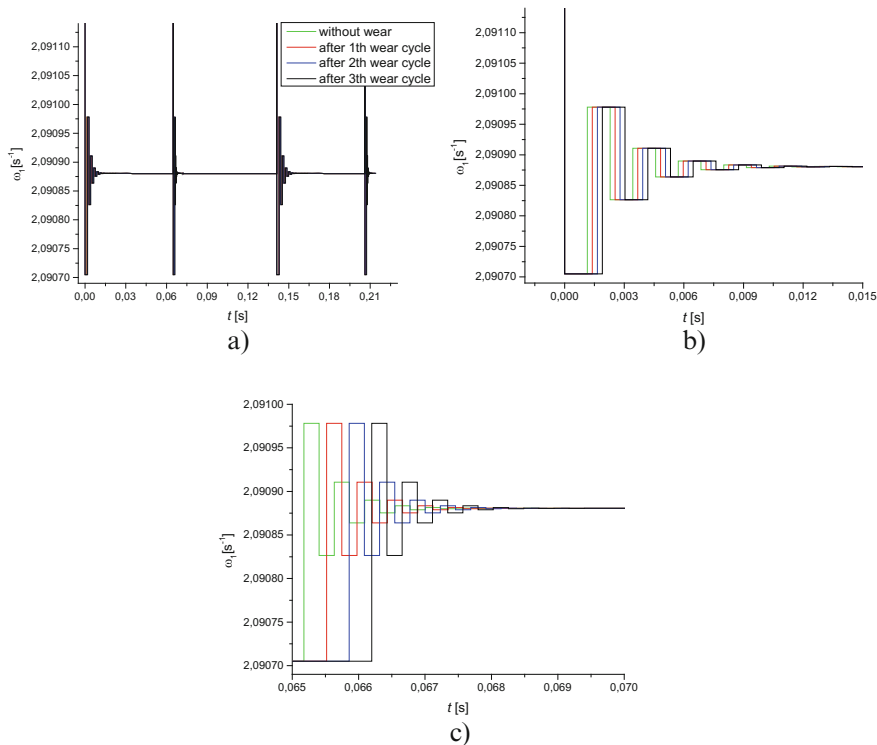 2,09110
2,09105
2,09100
2,09095
2,09090
2,09085
2,09080
2,09075
2,09070
ω₁[s⁻¹]
without wear
after 1th wear cycle
after 2th wear cycle
after 3th wear cycle
0,00 0,03 0,06 0,09 0,12 0,15 0,18 0,21
t [s]
a)
2,09110
2,09105
2,09100
2,09095
2,09090
2,09085
2,09080
2,09075
2,09070
ω₁[s⁻¹]
0,000 0,003 0,006 0,009 0,012 0,015
t [s]
b)
2,09100
2,09095
2,09090
2,09085
2,09080
2,09075
2,09070
ω₁[s⁻¹]
0,065 0,066 0,067 0,068 0,069 0,070
t [s]
c)